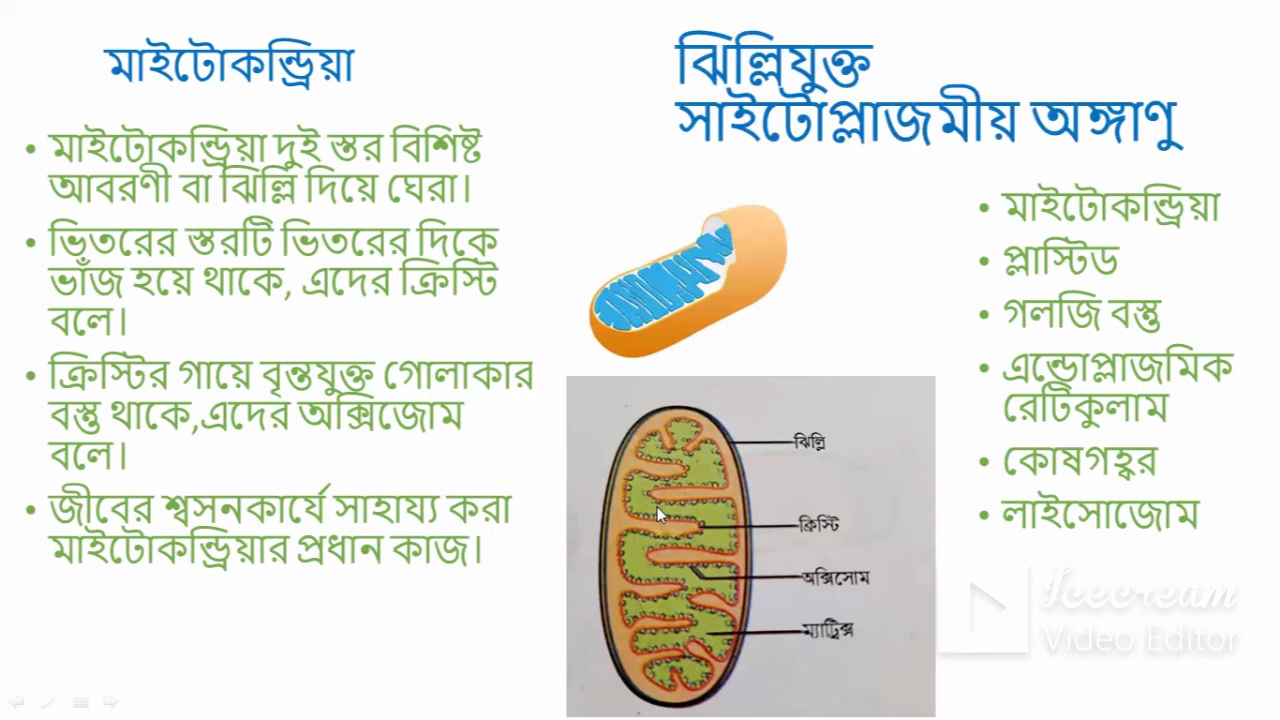 মাইটোকন্ড্রিয়া
• মাইটোকন্ড্রিয়া দুই স্তর বিশিষ্ট
আবরণী বা ঝিল্লি দিয়ে ঘেরা।
• ভিতরের স্তরটি ভিতরের দিকে
ভাঁজ হয়ে থাকে, এদের ক্রিস্টি
বলে।
• ক্রিস্টির গায়ে বৃন্তযুক্ত গোলাকার
বস্তু থাকে,এদের অক্সিজোম
বলে।
• জীবের শ্বসনকার্যে সাহায্য করা
মাইটোকন্ড্রিয়ার প্রধান কাজ।
ঝিল্লিযুক্ত
সাইটোপ্লাজমীয় অঙ্গাণু
ঝিল্লি
ক্রিস্টি
অক্সিসোম
ম্যাট্রিক্স
• মাইটোকন্ড্রিয়া
• প্লাস্টিড
• গলজি বস্তু
• এন্ডোপ্লাজমিক
রেটিকুলাম
• কোষগহ্বর
• লাইসোজোম
Icecream
Video Editor